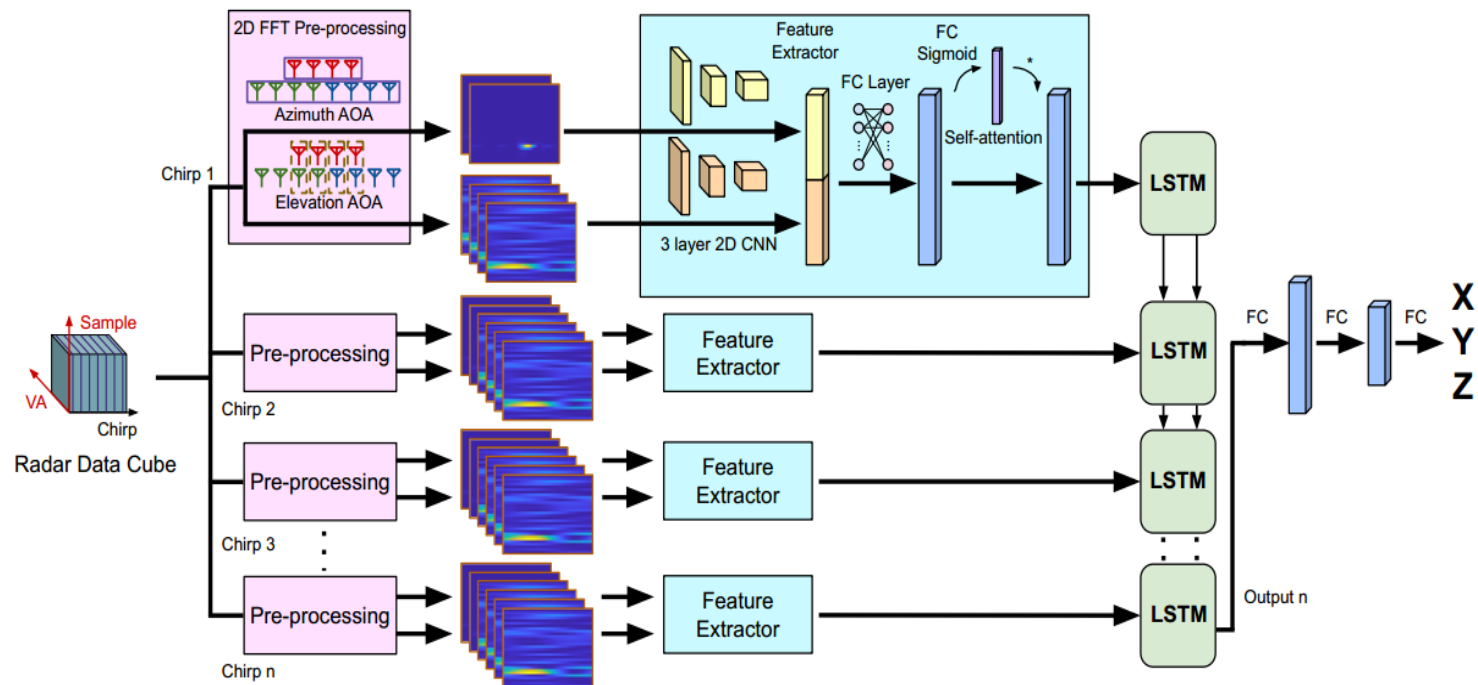 2D FFT Pre-processing
Azimuth AOA
Elevation AOA
Chirp 1
Feature
Extractor
FC
Sigmoid
*
FC Layer
Self-attention
3 layer 2D CNN
LSTM
Sample
VA
Chirp
Radar Data Cube
Pre-processing
Chirp 2
Feature
Extractor
LSTM
Pre-processing
Chirp 3
Feature
Extractor
LSTM
Pre-processing
Chirp n
Feature
Extractor
LSTM
Output n
FC
FC
FC
X
Y
Z